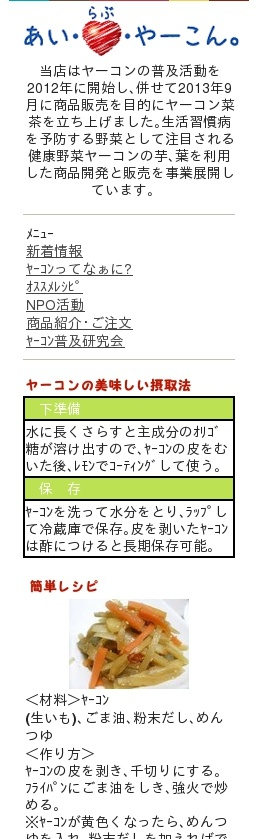 らぶ
あい・・やーこん。
当店はヤーコンの普及活動を
2012年に開始し、併せて2013年9
月に商品販売を目的にヤーコン菜
茶を立ち上げました。生活習慣病
を予防する野菜として注目される
健康野菜ヤーコンの芋、葉を利用
した商品開発と販売を事業展開し
ています。
ﾒﾆｭｰ
新着情報
ﾔｰｺﾝってなぁに?
ｵｽｽﾒﾚｼﾋﾟ
NPO活動
商品紹介・ご注文
ﾔｰｺﾝ普及研究会
ヤーコンの美味しい摂取法
下準備
水に長くさらすと主成分のｵﾘｺﾞ
糖が溶け出すので、ﾔｰｺﾝの皮をむ
いた後、ﾚﾓﾝでｺｰﾃｨﾝｸﾞして使う。
保　存
ﾔｰｺﾝを洗って水分をとり、ﾗｯﾌﾟし
て冷蔵庫で保存。皮を剥いたﾔｰｺﾝ
は酢につけると長期保存可能。
簡単レシピ
＜材料＞ﾔｰｺﾝ
(生いも)、ごま油、粉末だし、めん
つゆ
＜作り方＞
ﾔｰｺﾝの皮を剥き、千切りにする。
ﾌﾗｲﾊﾟﾝにごま油をしき、強火で炒
める。
※ﾔｰｺﾝが黄色くなったら、めんつ
ゆを入れ、粉末だしを加えればで